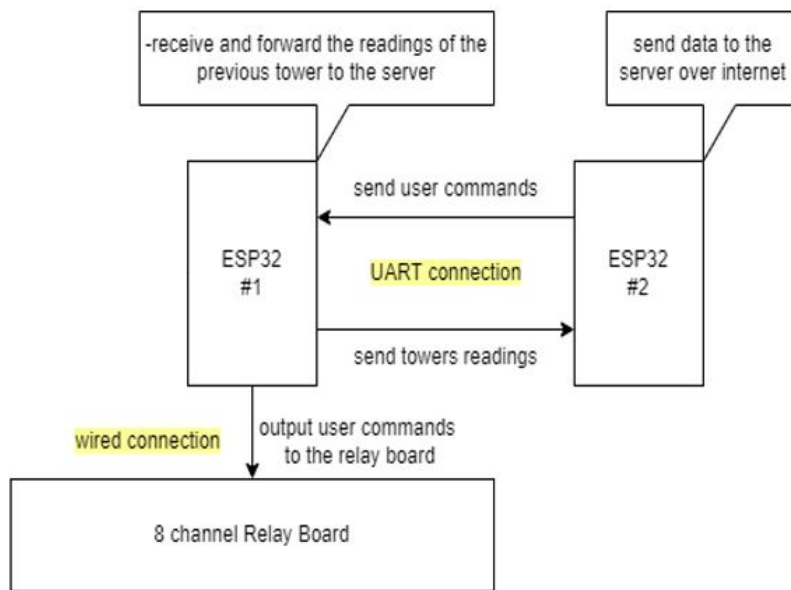 -receive and forward the readings of the
previous tower to the server
send data to the
server over internet
send user commands
ESP32
#1
UART connection
ESP32
#2
send towers readings
wired connection
output user commands
to the relay board
8 channel Relay Board